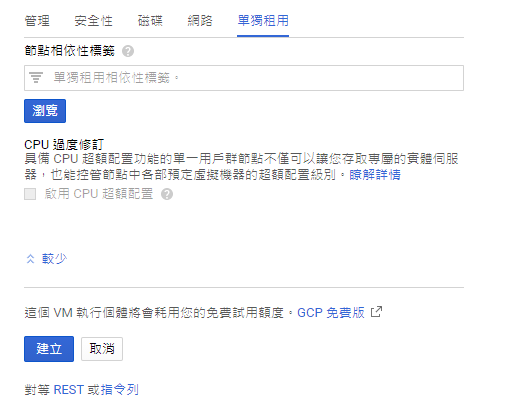 管理 安全性 磁碟 網路 單獨租用
節點相依性標籤
單獨租用相依性標籤。
瀏覽
CPU 過度修訂
具備 CPU 超額配置功能的單一用戶群節點不僅可以讓您存取專屬的實體伺服
器，也能控管節點中各部預定虛擬機器的超額配置級別。瞭解詳情
啟用 CPU 超額配置
較少
這個 VM 執行個體將會耗用您的免費試用額度。GCP 免費版
建立 取消
對等 REST 或指令列